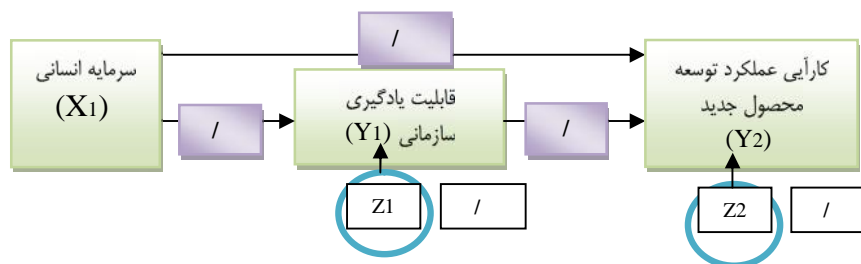 /
سرمایه انسانی
(X1)
/
قابلیت یادگیری
سازمانی (Y1)
/
کارآیی عملکرد توسعه
محصول جدید
(Y2)
Z1
/
Z2
/